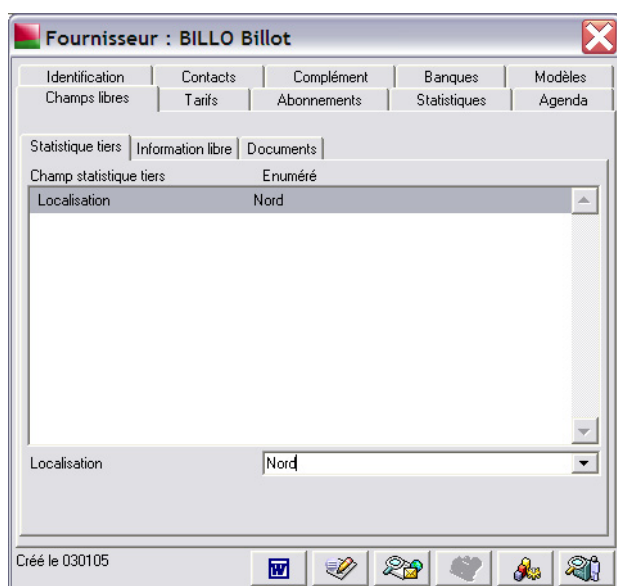 Fournisseur : BILLO Billot
Identification Contacts Complément Banques Modèles
Champs libres Tarifs Abonnements Statistiques Agenda
Statistique tiers Information libre Documents
Champ statistique tiers Enuméré
Localisation Nord
Localisation Nord
Créé le 030105
W